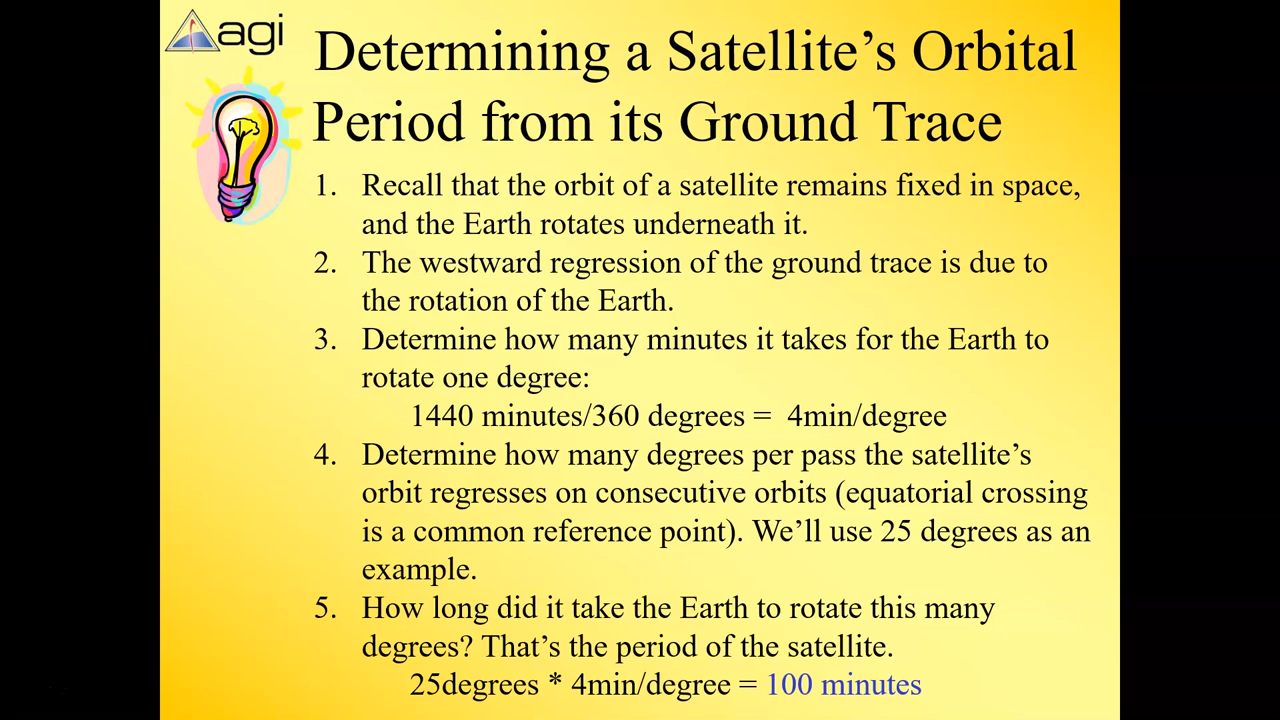 agi
Determining a Satellite’s Orbital
Period from its Ground Trace
1. Recall that the orbit of a satellite remains fixed in space,
and the Earth rotates underneath it.
2. The westward regression of the ground trace is due to
the rotation of the Earth.
3. Determine how many minutes it takes for the Earth to
rotate one degree:
1440 minutes/360 degrees = 4min/degree
4. Determine how many degrees per pass the satellite’s
orbit regresses on consecutive orbits (equatorial crossing
is a common reference point). We’ll use 25 degrees as an
example.
5. How long did it take the Earth to rotate this many
degrees? That’s the period of the satellite.
25degrees * 4min/degree = 100 minutes